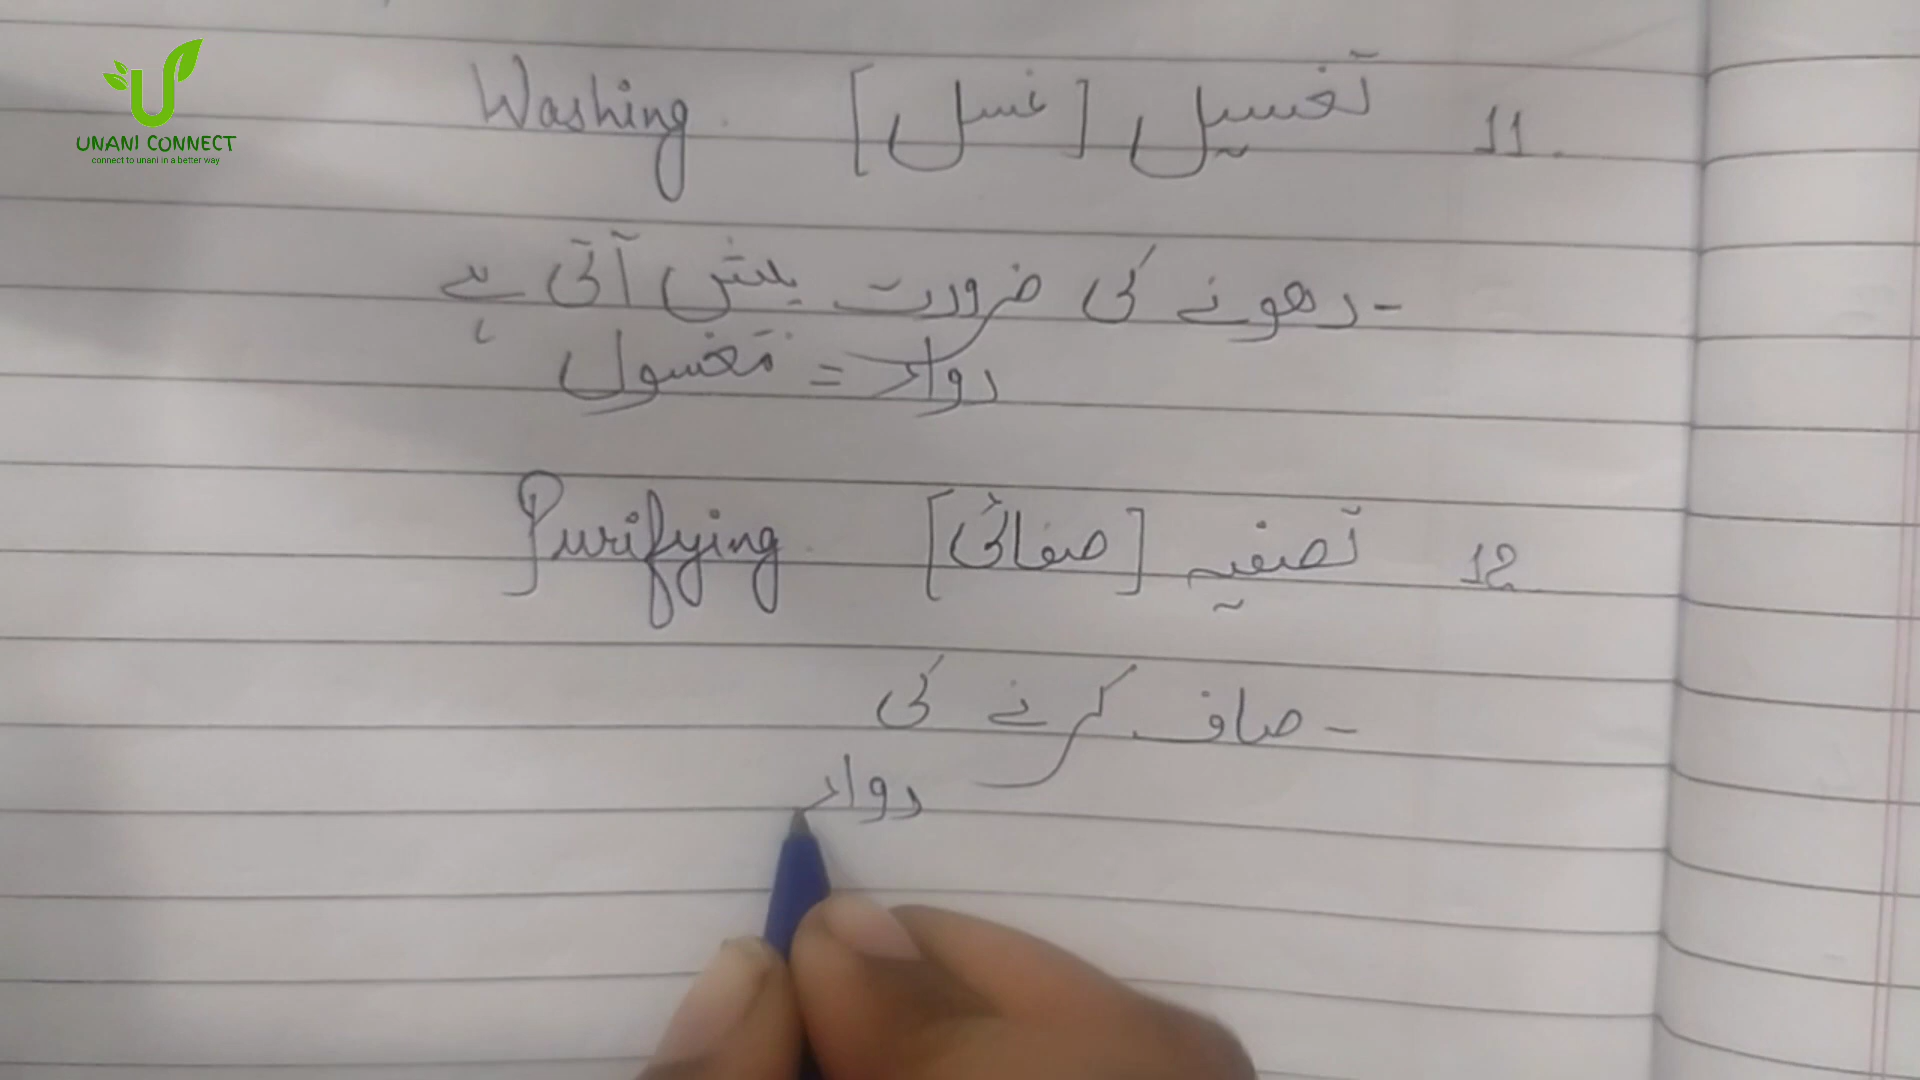 UNANI CONNECT
connect to unani in a better way
11. تغسیل [غسل] Washing
- دھونے کی ضرورت پیش آتی ہے
دواء = مغسول
12 تصفیہ [صفائی] Purifying
- صاف کرنے کی
دواء